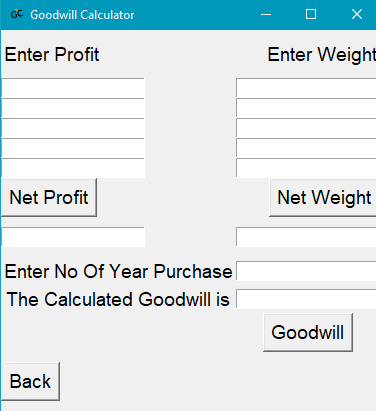 GC Goodwill Calculator
Enter Profit Enter Weight
Net Profit Net Weight
Enter No Of Year Purchase
The Calculated Goodwill is
Goodwill
Back